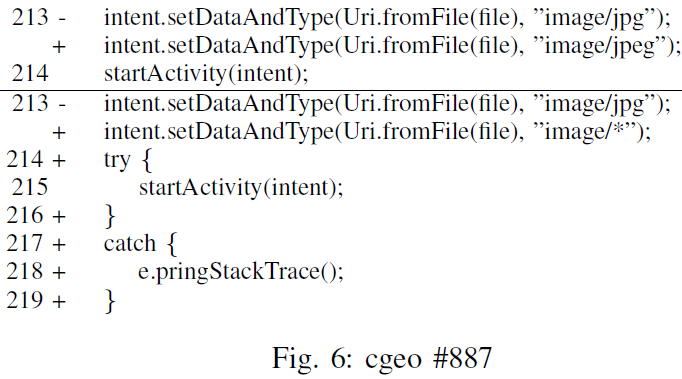 213 - intent.setDataAndType(Uri.fromFile(file), ”image/jpg”);
+ intent.setDataAndType(Uri.fromFile(file), ”image/jpeg”);
214 startActivity(intent);
213 - intent.setDataAndType(Uri.fromFile(file), ”image/jpg”);
+ intent.setDataAndType(Uri.fromFile(file), ”image/*”);
214 + try {
215 startActivity(intent);
216 + }
217 + catch {
218 + e.pringStackTrace();
219 + }
Fig. 6: cgeo #887